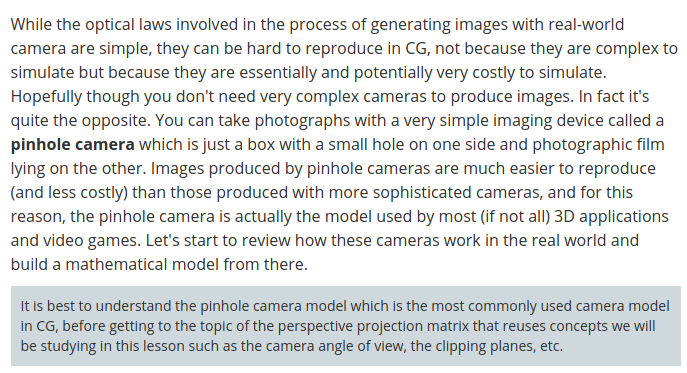 While the optical laws involved in the process of generating images with real-world
camera are simple, they can be hard to reproduce in CG, not because they are complex to
simulate but because they are essentially and potentially very costly to simulate.
Hopefully though you don't need very complex cameras to produce images. In fact it's
quite the opposite. You can take photographs with a very simple imaging device called a
pinhole camera which is just a box with a small hole on one side and photographic film
lying on the other. Images produced by pinhole cameras are much easier to reproduce
(and less costly) than those produced with more sophisticated cameras, and for this
reason, the pinhole camera is actually the model used by most (if not all) 3D applications
and video games. Let's start to review how these cameras work in the real world and
build a mathematical model from there.
It is best to understand the pinhole camera model which is the most commonly used camera model
in CG, before getting to the topic of the perspective projection matrix that reuses concepts we will
be studying in this lesson such as the camera angle of view, the clipping planes, etc.